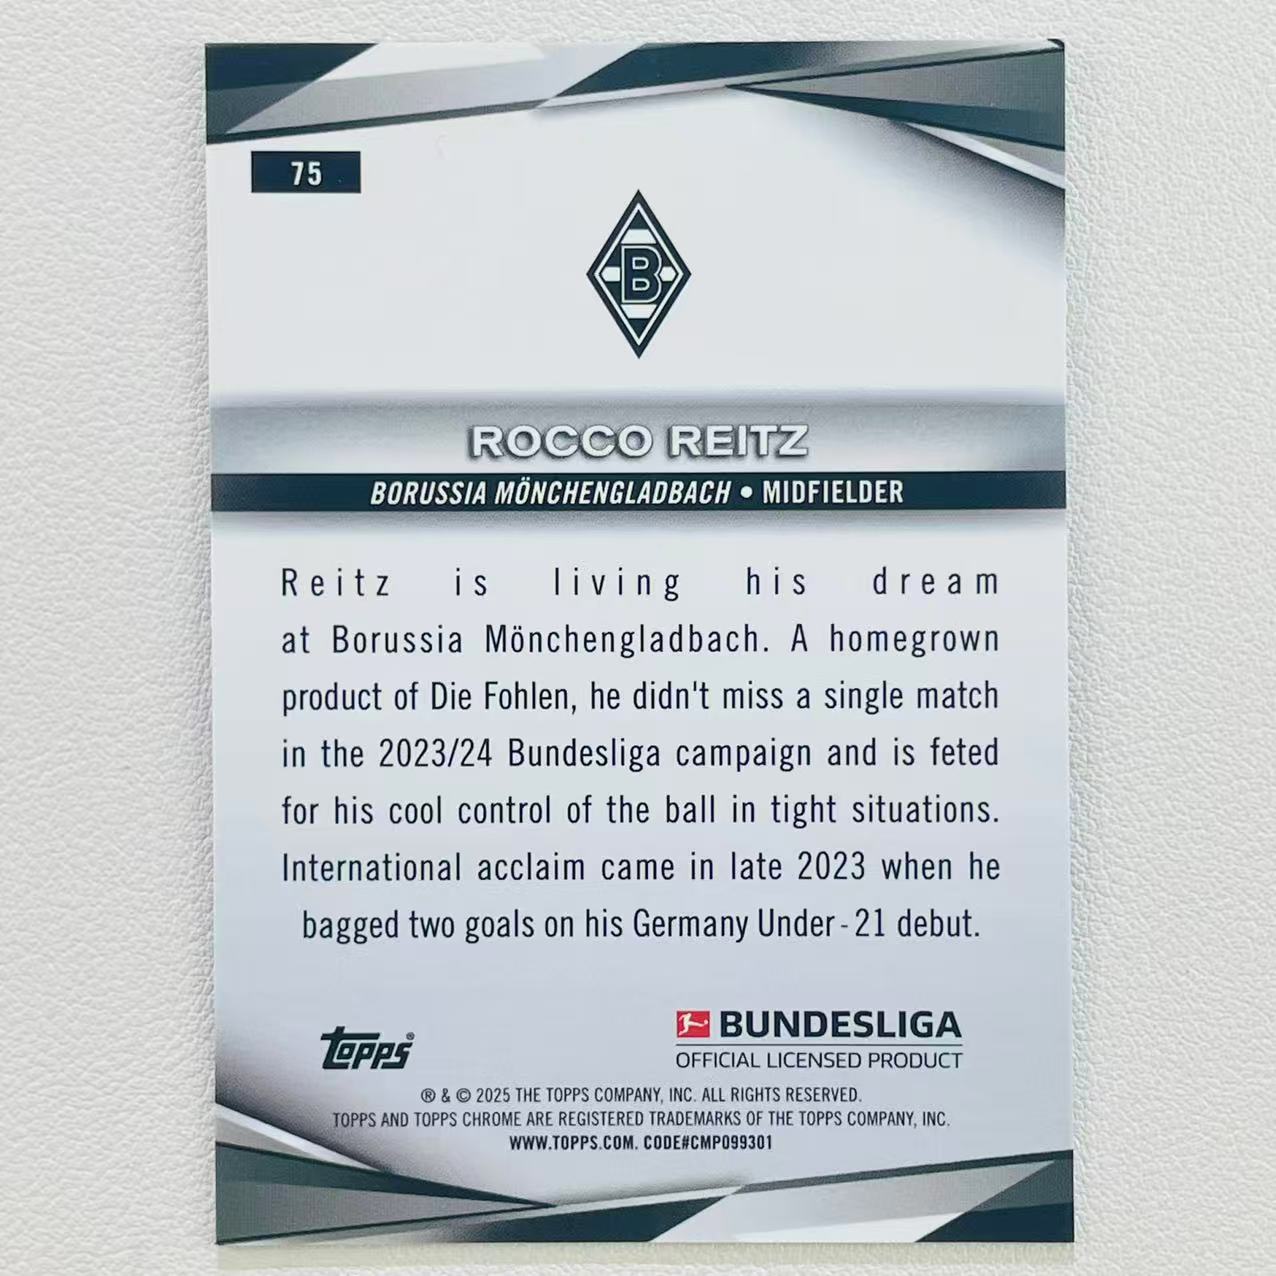 75
B
ROCCO REITZ
BORUSSIA MÖNCHENGLADBACH • MIDFIELDER
Reitz is living his dream
at Borussia Mönchengladbach. A homegrown
product of Die Fohlen, he didn't miss a single match
in the 2023/24 Bundesliga campaign and is feted
for his cool control of the ball in tight situations.
International acclaim came in late 2023 when he
bagged two goals on his Germany Under-21 debut.
topps®
BUNDESLIGA
OFFICIAL LICENSED PRODUCT
® & © 2025 THE TOPPS COMPANY, INC. ALL RIGHTS RESERVED.
TOPPS AND TOPPS CHROME ARE REGISTERED TRADEMARKS OF THE TOPPS COMPANY, INC.
WWW.TOPPS.COM. CODE#CMP099301